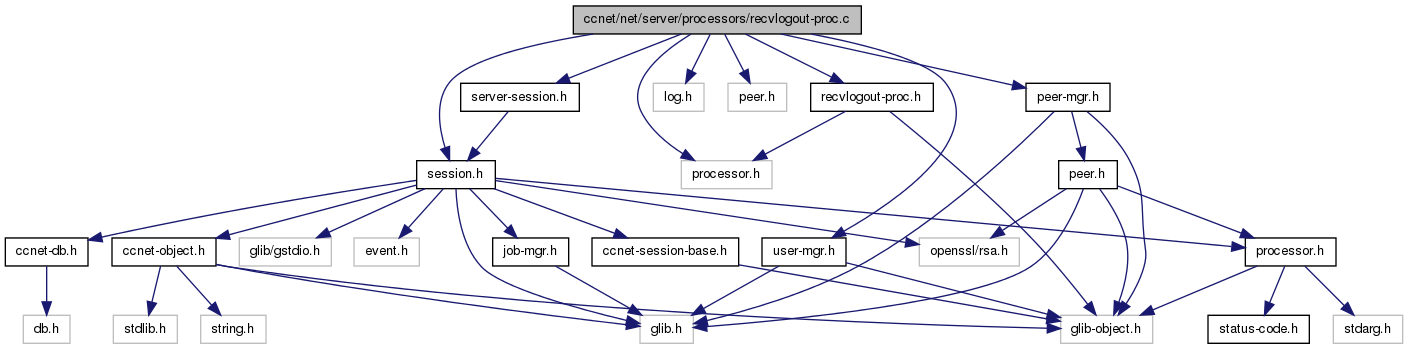 ccnet/net/server/processors/recvlogout-proc.c
server-session.h
log.h
peer.h
recvlogout-proc.h
peer-mgr.h
session.h
processor.h
peer.h
ccnet-db.h
ccnet-object.h
glib/gstdio.h
event.h
job-mgr.h
ccnet-session-base.h
user-mgr.h
openssl/rsa.h
processor.h
db.h
stdlib.h
string.h
glib.h
glib-object.h
status-code.h
stdarg.h